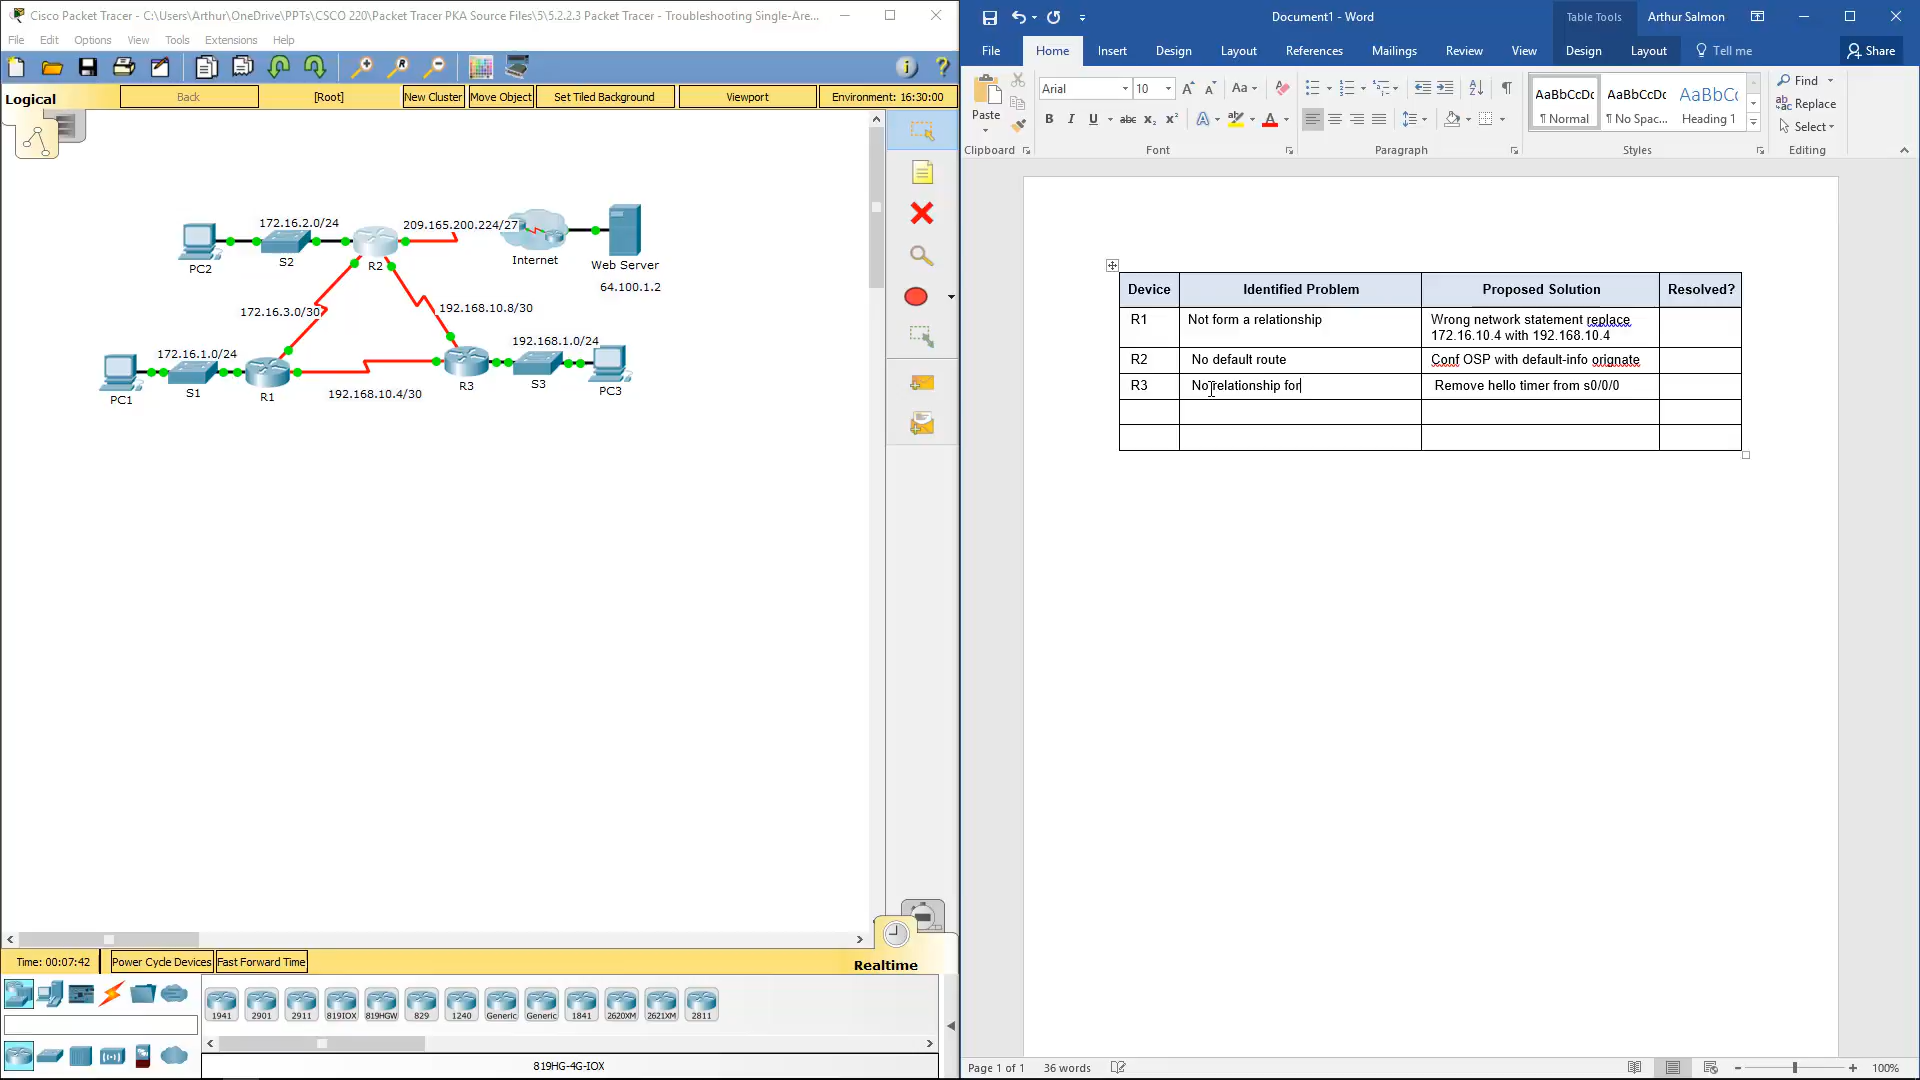 Cisco Packet Tracer - C:\Users\Arthur\OneDrive\PPTs\CSCO 220\Packet Tracer PKA Source Files\5\5.2.2.3 Packet Tracer - Troubleshooting Single-Are...
File Edit Options View Tools Extensions Help
Logical Back [Root] New Cluster Move Object Set Tiled Background Viewport Environment: 16:30:00
172.16.2.0/24 209.165.200.224/27
PC2 S2 R2 Internet Web Server
64.100.1.2
172.16.3.0/30 192.168.10.8/30
172.16.1.0/24 192.168.1.0/24
PC1 S1 R1 192.168.10.4/30 R3 S3 PC3
Realtime
Time: 00:07:42 Power Cycle Devices Fast Forward Time
1941 2901 2911 819IOX 819HGW 829 1240 Generic Generic 1841 2620XM 2621XM 2811
819HG-4G-IOX
Document1 - Word Table Tools Arthur Salmon
File Home Insert Design Layout References Mailings Review View Design Layout Tell me Share
Paste Arial 10 Aa AaBbCcDc AaBbCcDc AaBbCc Find
¶ Normal ¶ No Spac... Heading 1 Replace
B I U abc x2 x2 A A Select
Clipboard Font Paragraph Styles Editing
Device Identified Problem Proposed Solution Resolved?
R1 Not form a relationship Wrong network statement replace 
172.16.10.4 with 192.168.10.4
R2 No default route Conf OSP with default-info orignate
R3 No relationship for Remove hello timer from s0/0/0
Page 1 of 1 36 words 100%